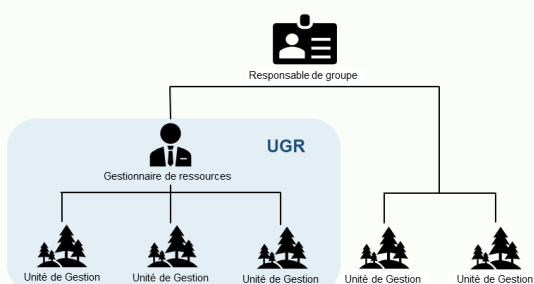 Responsable de groupe
UGR
Gestionnaire de ressources
Unité de Gestion
Unité de Gestion
Unité de Gestion
Unité de Gestion
Unité de Gestion